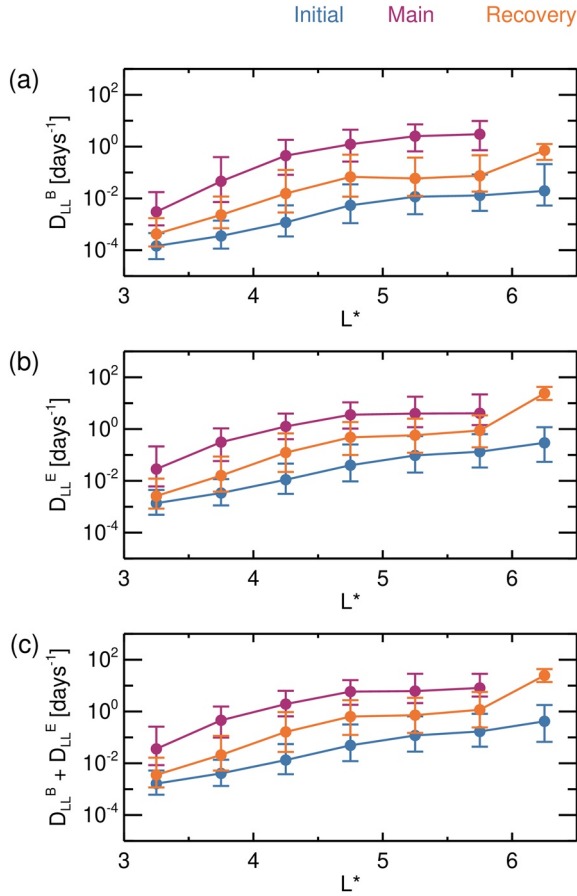 Initial Main Recovery
(a)
D_LL^B [days^-1]
10^2
10^0
10^-2
10^-4
3 4 5 6
L*
(b)
D_LL^E [days^-1]
10^2
10^0
10^-2
10^-4
3 4 5 6
L*
(c)
D_LL^B + D_LL^E [days^-1]
10^2
10^0
10^-2
10^-4
3 4 5 6
L*